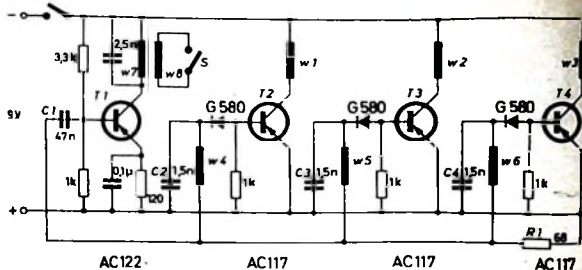 2,5n
w7
w8
S
w1
w2
w3
3,3k
T1
T2
T3
T4
G580
G580
G580
9V
C1
47n
1k
0,1µ
120
C2
1,5n
w4
1k
C3
1,5n
w5
1k
C4
1,5n
w6
1k
R1
68
AC122
AC117
AC117
AC117